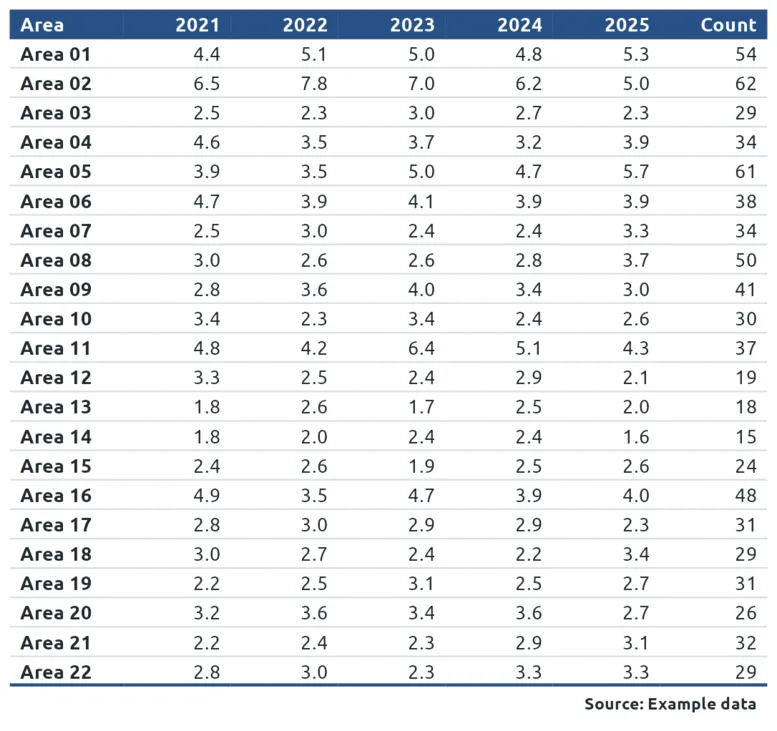 Area 2021 2022 2023 2024 2025 Count
Area 01 4.4 5.1 5.0 4.8 5.3 54
Area 02 6.5 7.8 7.0 6.2 5.0 62
Area 03 2.5 2.3 3.0 2.7 2.3 29
Area 04 4.6 3.5 3.7 3.2 3.9 34
Area 05 3.9 3.5 5.0 4.7 5.7 61
Area 06 4.7 3.9 4.1 3.9 3.9 38
Area 07 2.5 3.0 2.4 2.4 3.3 34
Area 08 3.0 2.6 2.6 2.8 3.7 50
Area 09 2.8 3.6 4.0 3.4 3.0 41
Area 10 3.4 2.3 3.4 2.4 2.6 30
Area 11 4.8 4.2 6.4 5.1 4.3 37
Area 12 3.3 2.5 2.4 2.9 2.1 19
Area 13 1.8 2.6 1.7 2.5 2.0 18
Area 14 1.8 2.0 2.4 2.4 1.6 15
Area 15 2.4 2.6 1.9 2.5 2.6 24
Area 16 4.9 3.5 4.7 3.9 4.0 48
Area 17 2.8 3.0 2.9 2.9 2.3 31
Area 18 3.0 2.7 2.4 2.2 3.4 29
Area 19 2.2 2.5 3.1 2.5 2.7 31
Area 20 3.2 3.6 3.4 3.6 2.7 26
Area 21 2.2 2.4 2.3 2.9 3.1 32
Area 22 2.8 3.0 2.3 3.3 3.3 29
Source: Example data